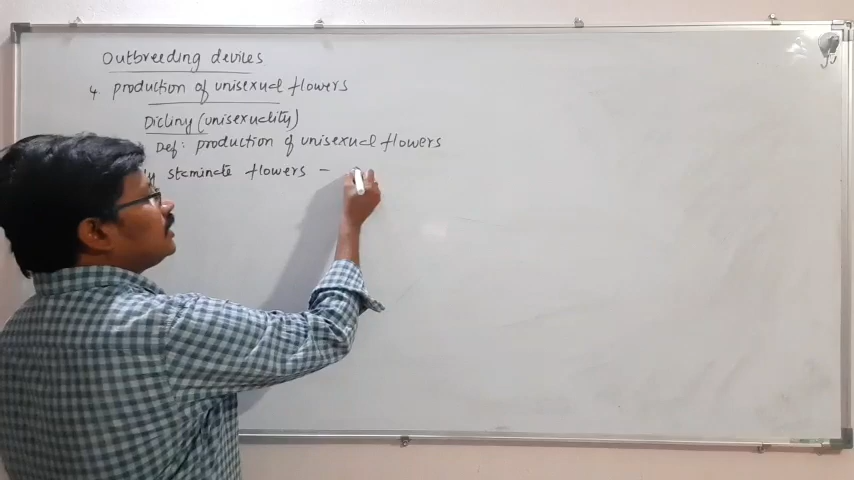 Outbreeding devices
4. production of unisexual flowers
Dicliny (unisexuality)
Def: production of unisexual flowers
staminate flowers -